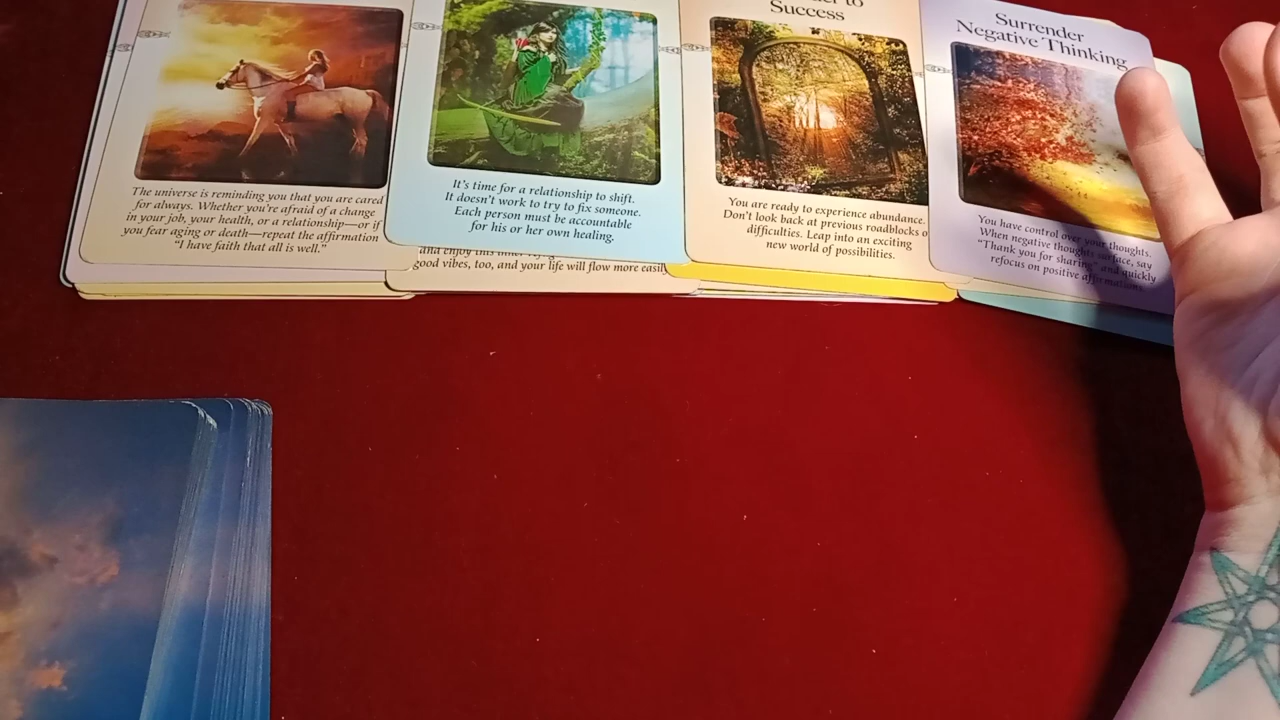 The universe is reminding you that you are cared
for always. Whether you're afraid of a change
in your job, your health, or a relationship—or if
you fear aging or death—repeat the affirmation
"I have faith that all is well."
It's time for a relationship to shift.
It doesn't work to try to fix someone.
Each person must be accountable
for his or her own healing.
and enjoy this inner
good vibes, too, and your life will flow more easily
to
Success
You are ready to experience abundance.
Don't look back at previous roadblocks o
difficulties. Leap into an exciting
new world of possibilities.
Surrender
Negative Thinking
You have control over your thoughts.
When negative thoughts surface, say
"Thank you for sharing" and quickly
refocus on positive affirmations.